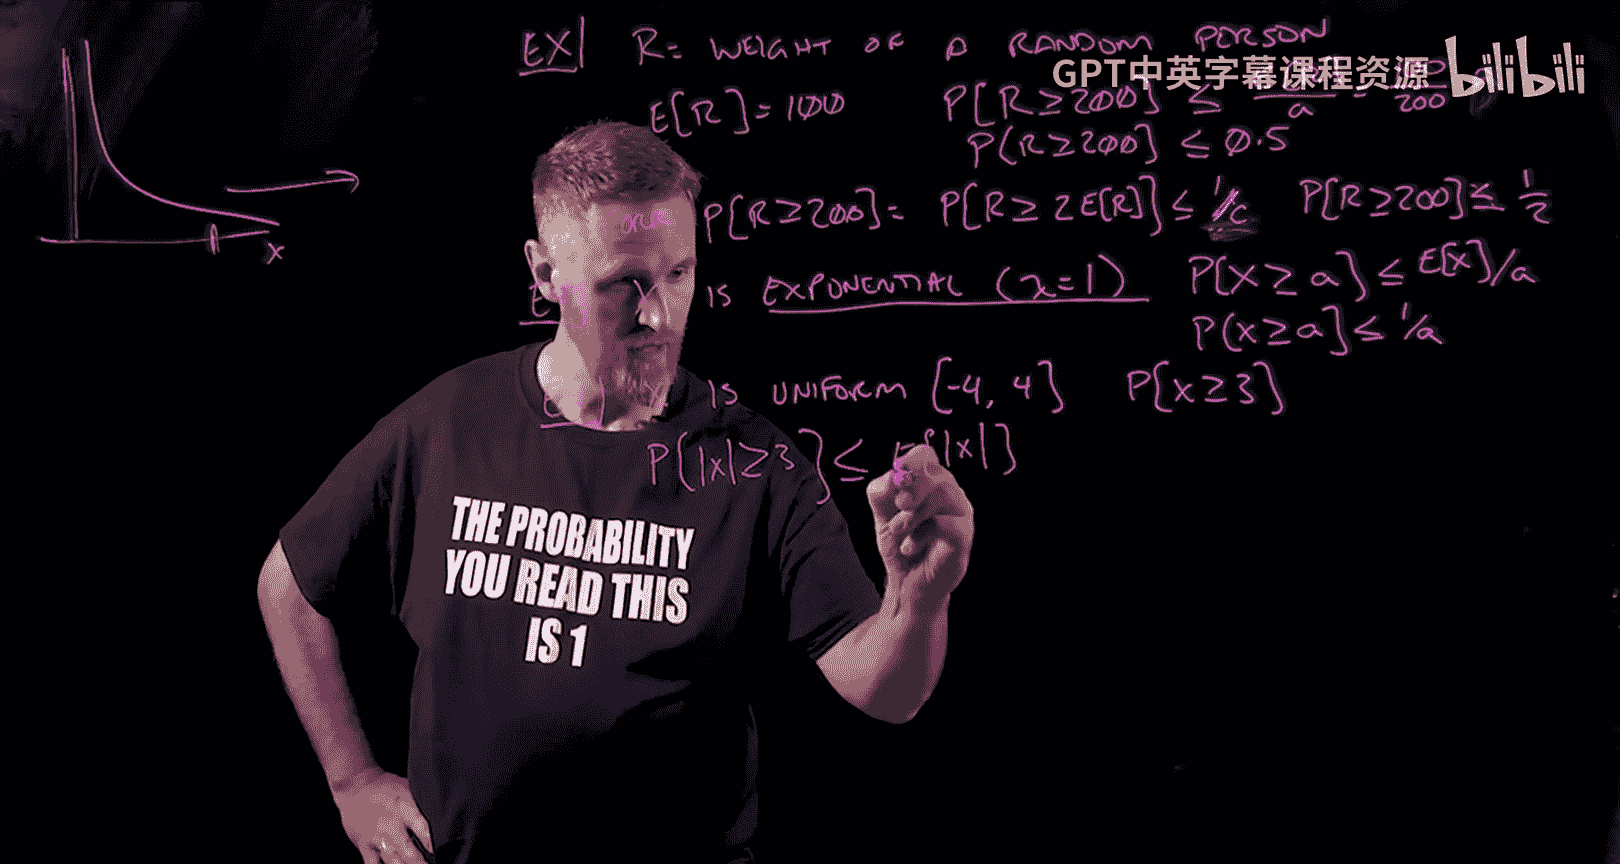 EX| R = WEIGHT OF A RANDOM PERSON
GPT中英字幕课程资源 bilibili
E[R] = 100 P[R ≥ 200] ≤ 200
a
P(R ≥ 200] ≤ 0.5
P[R ≥ 200] = P[R ≥ 2E[R]] ≤ 1/c P[R ≥ 200] ≤ 1/2
X IS EXPONENTIAL (λ=1) P[X ≥ a] ≤ E[X]/a
P(X ≥ a] ≤ 1/a
X IS UNIFORM [-4, 4] P[X ≥ 3]
P[|X| ≥ 3] ≤ E[|X|]
x
THE PROBABILITY
YOU READ THIS
IS 1